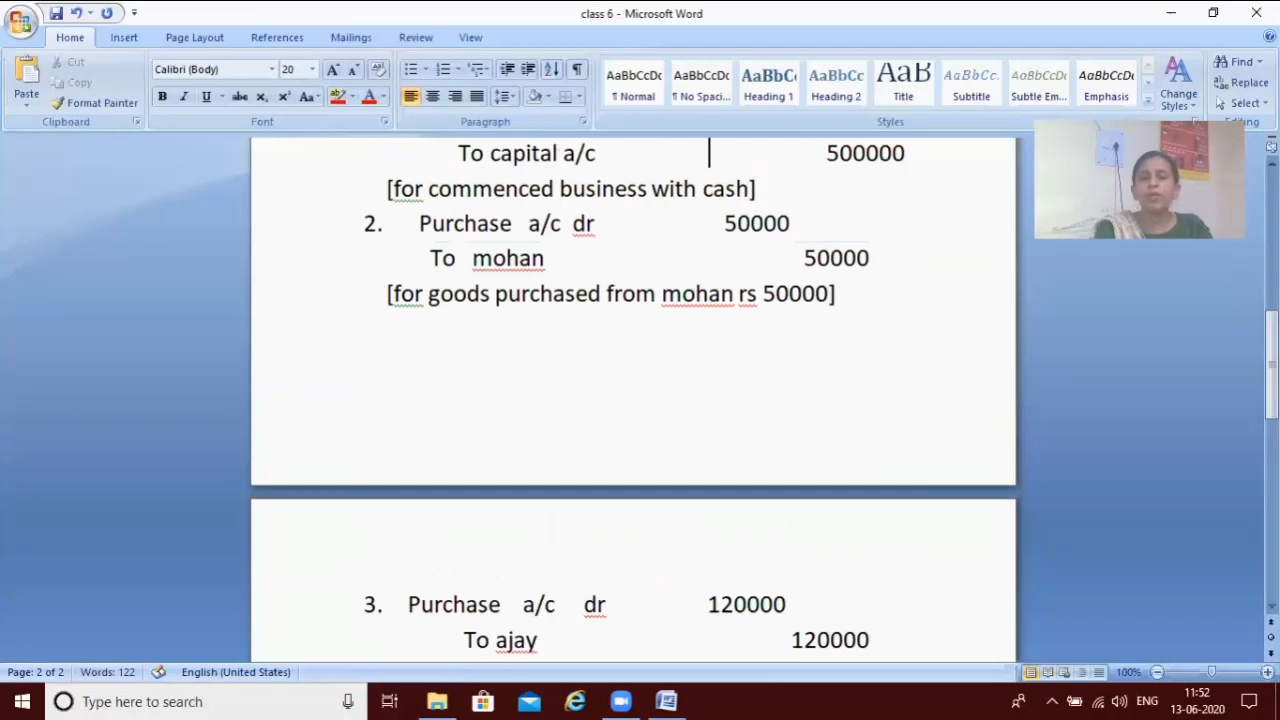 class 6 - Microsoft Word
Home Insert Page Layout References Mailings Review View
Paste
Cut
Copy
Format Painter
Clipboard
Calibri (Body) 20
B I U abc x₂ x² Aa
Font
Paragraph
AaBbCcDc AaBbCcDc AaBbC AaBbCc AaB AaBbCc. AaBbCcDc AaBbCcDc
¶ Normal ¶ No Spaci... Heading 1 Heading 2 Title Subtitle Subtle Em... Emphasis
Change Styles
Styles
Find
Replace
Select
Editing
To capital a/c 500000
[for commenced business with cash]
2. Purchase a/c dr 50000
To mohan 50000
[for goods purchased from mohan rs 50000]
3. Purchase a/c dr 120000
To ajay 120000
Page: 2 of 2 Words: 122 English (United States) 100%
Type here to search
ENG
11:52
13-06-2020